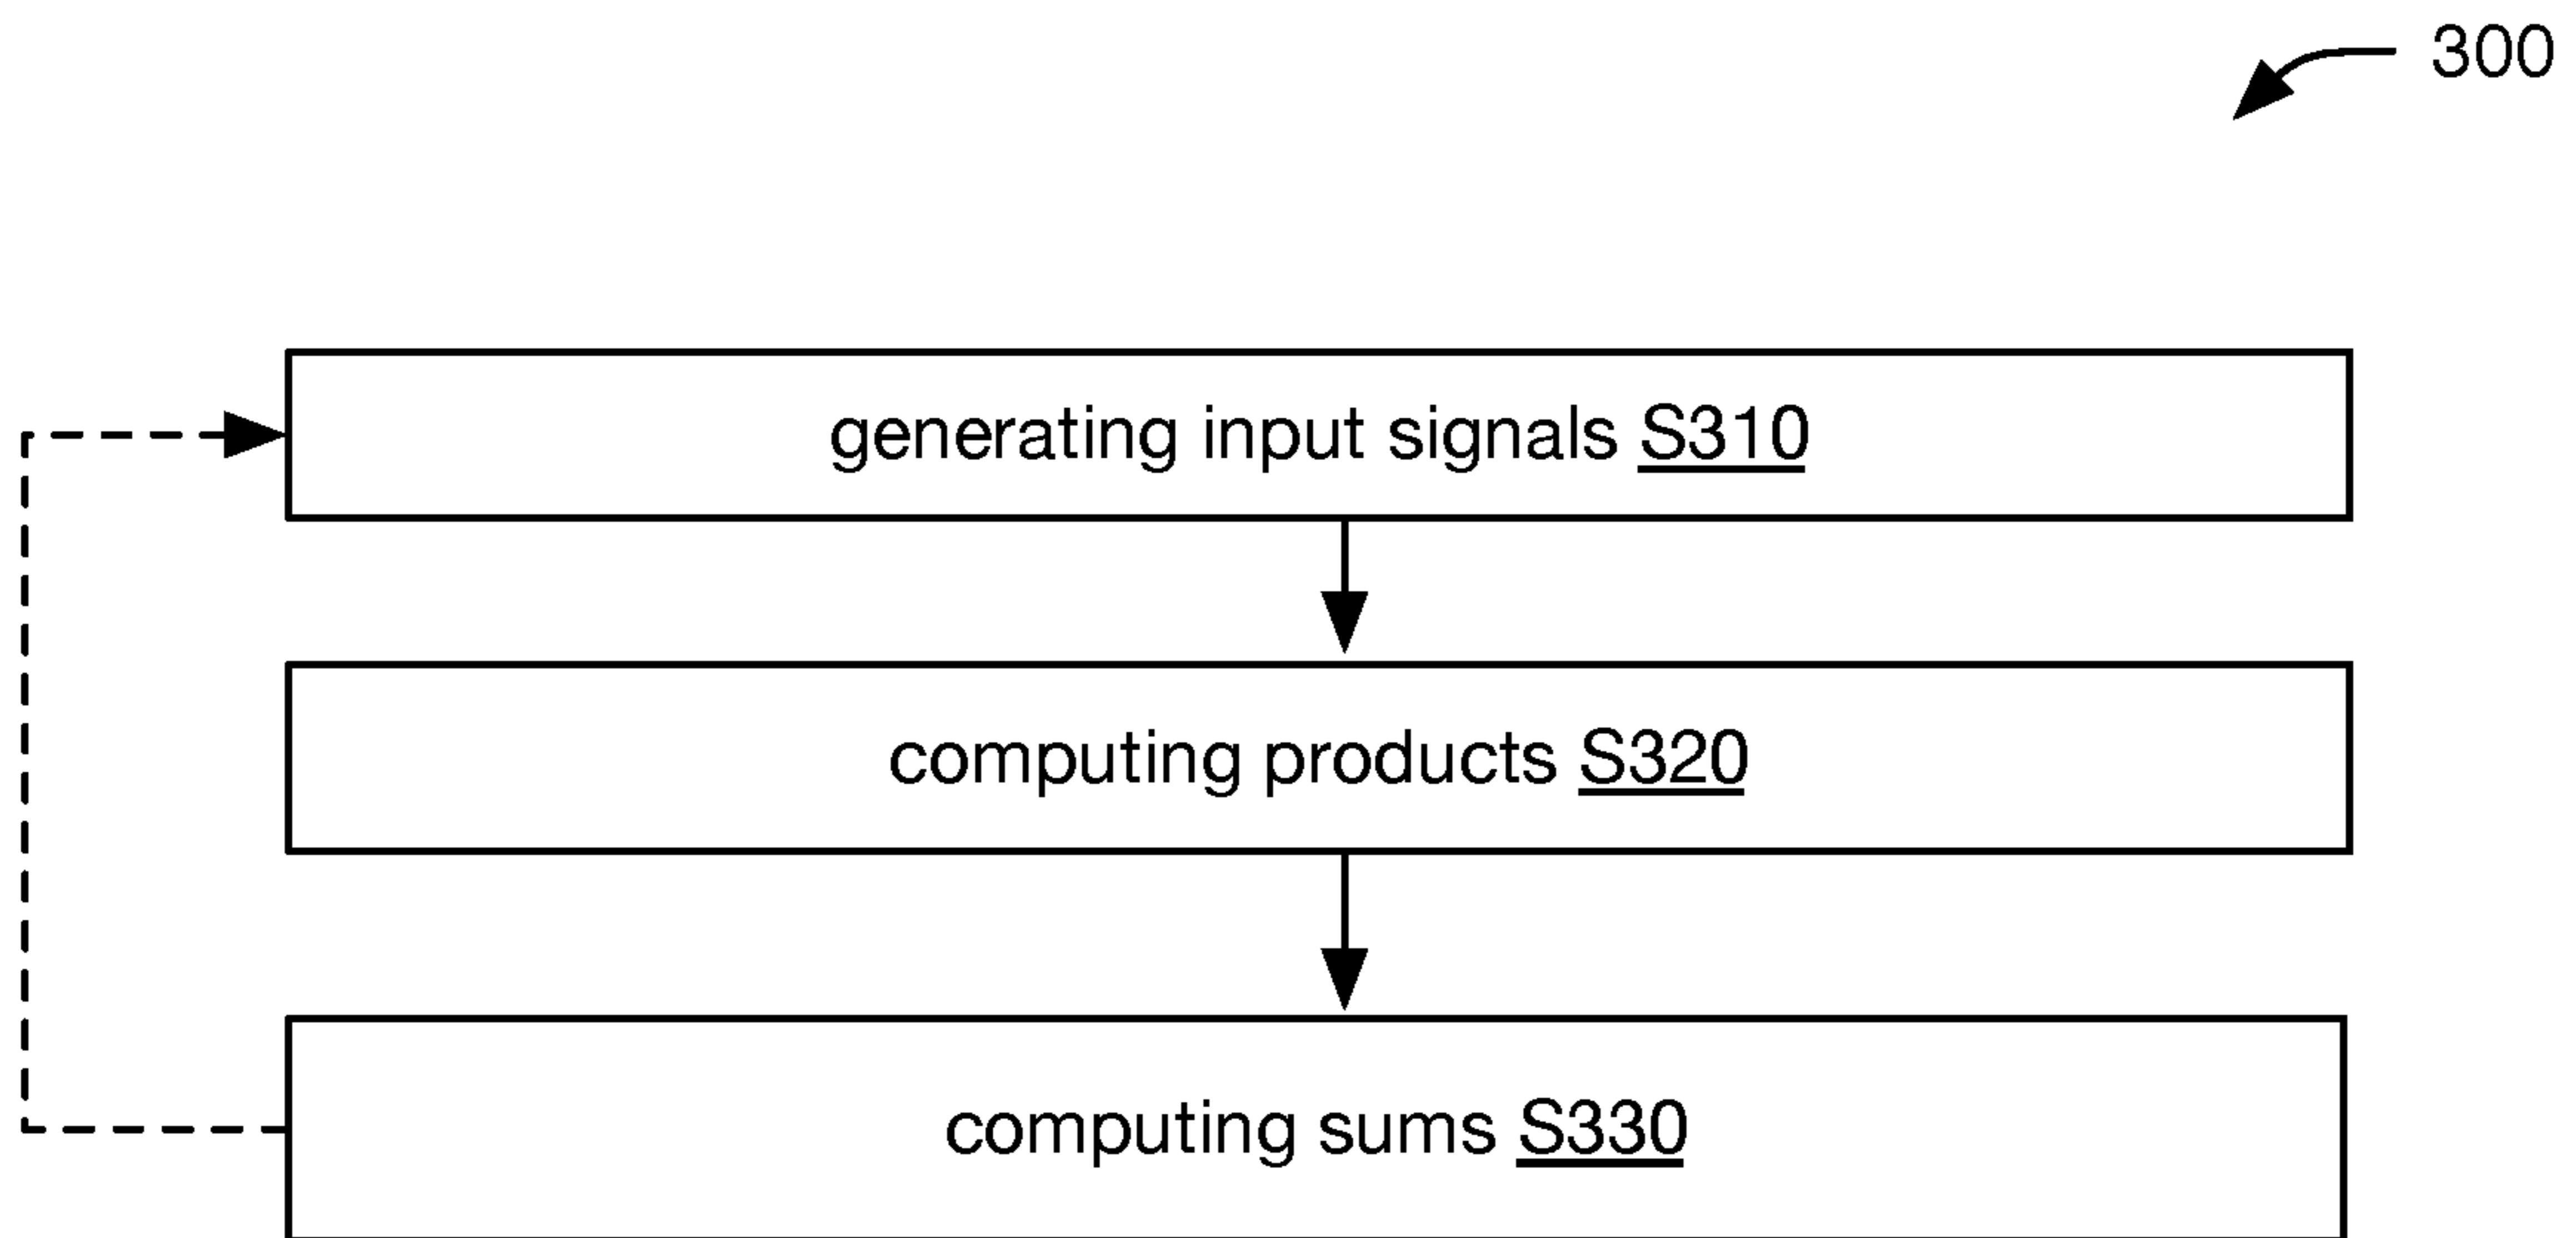 300
generating input signals S310
computing products S320
computing sums S330